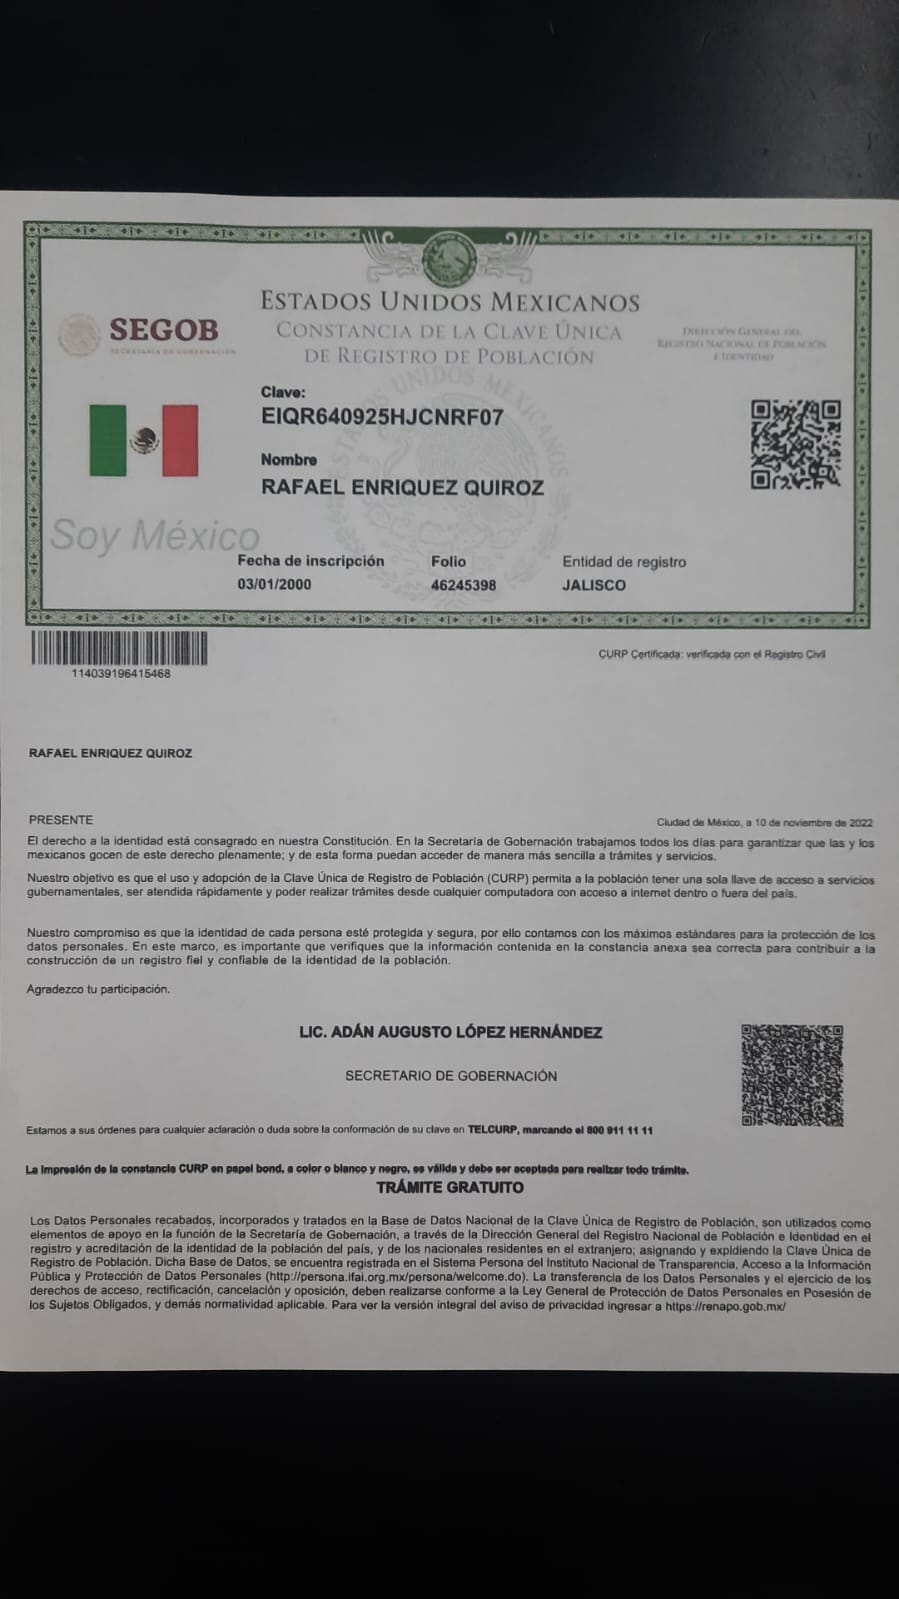 ESTADOS UNIDOS MEXICANOS
CONSTANCIA DE LA CLAVE ÚNICA
DE REGISTRO DE POBLACIÓN
SEGOB
SECRETARÍA DE GOBERNACIÓN
DIRECCIÓN GENERAL DEL
REGISTRO NACIONAL DE POBLACIÓN
E IDENTIDAD
Clave:
EIQR640925HJCNRF07
Nombre
RAFAEL ENRIQUEZ QUIROZ
Soy México
Fecha de inscripción Folio Entidad de registro
03/01/2000 46245398 JALISCO
114039196415468
CURP Certificada: verificada con el Registro Civil
RAFAEL ENRIQUEZ QUIROZ
PRESENTE
Ciudad de México, a 10 de noviembre de 2022
El derecho a la identidad está consagrado en nuestra Constitución. En la Secretaría de Gobernación trabajamos todos los días para garantizar que las y los
mexicanos gocen de este derecho plenamente; y de esta forma puedan acceder de manera más sencilla a trámites y servicios.
Nuestro objetivo es que el uso y adopción de la Clave Única de Registro de Población (CURP) permita a la población tener una sola llave de acceso a servicios
gubernamentales, ser atendida rápidamente y poder realizar trámites desde cualquier computadora con acceso a internet dentro o fuera del país.
Nuestro compromiso es que la identidad de cada persona esté protegida y segura, por ello contamos con los máximos estándares para la protección de los
datos personales. En este marco, es importante que verifiques que la información contenida en la constancia anexa sea correcta para contribuir a la
construcción de un registro fiel y confiable de la identidad de la población.
Agradezco tu participación.
LIC. ADÁN AUGUSTO LÓPEZ HERNÁNDEZ
SECRETARIO DE GOBERNACIÓN
Estamos a sus órdenes para cualquier aclaración o duda sobre la conformación de su clave en TELCURP, marcando el 800 911 11 11
La impresión de la constancia CURP en papel bond, a color o blanco y negro, es válida y debe ser aceptada para realizar todo trámite.
TRÁMITE GRATUITO
Los Datos Personales recabados, incorporados y tratados en la Base de Datos Nacional de la Clave Única de Registro de Población, son utilizados como
elementos de apoyo en la función de la Secretaría de Gobernación, a través de la Dirección General del Registro Nacional de Población e Identidad en el
registro y acreditación de la identidad de la población del país, y de los nacionales residentes en el extranjero; asignando y expidiendo la Clave Única de
Registro de Población. Dicha Base de Datos, se encuentra registrada en el Sistema Persona del Instituto Nacional de Transparencia, Acceso a la Información
Pública y Protección de Datos Personales (http://persona.ifai.org.mx/persona/welcome.do). La transferencia de los Datos Personales y el ejercicio de los
derechos de acceso, rectificación, cancelación y oposición, deben realizarse conforme a la Ley General de Protección de Datos Personales en Posesión de
los Sujetos Obligados, y demás normatividad aplicable. Para ver la versión integral del aviso de privacidad ingresar a https://renapo.gob.mx/